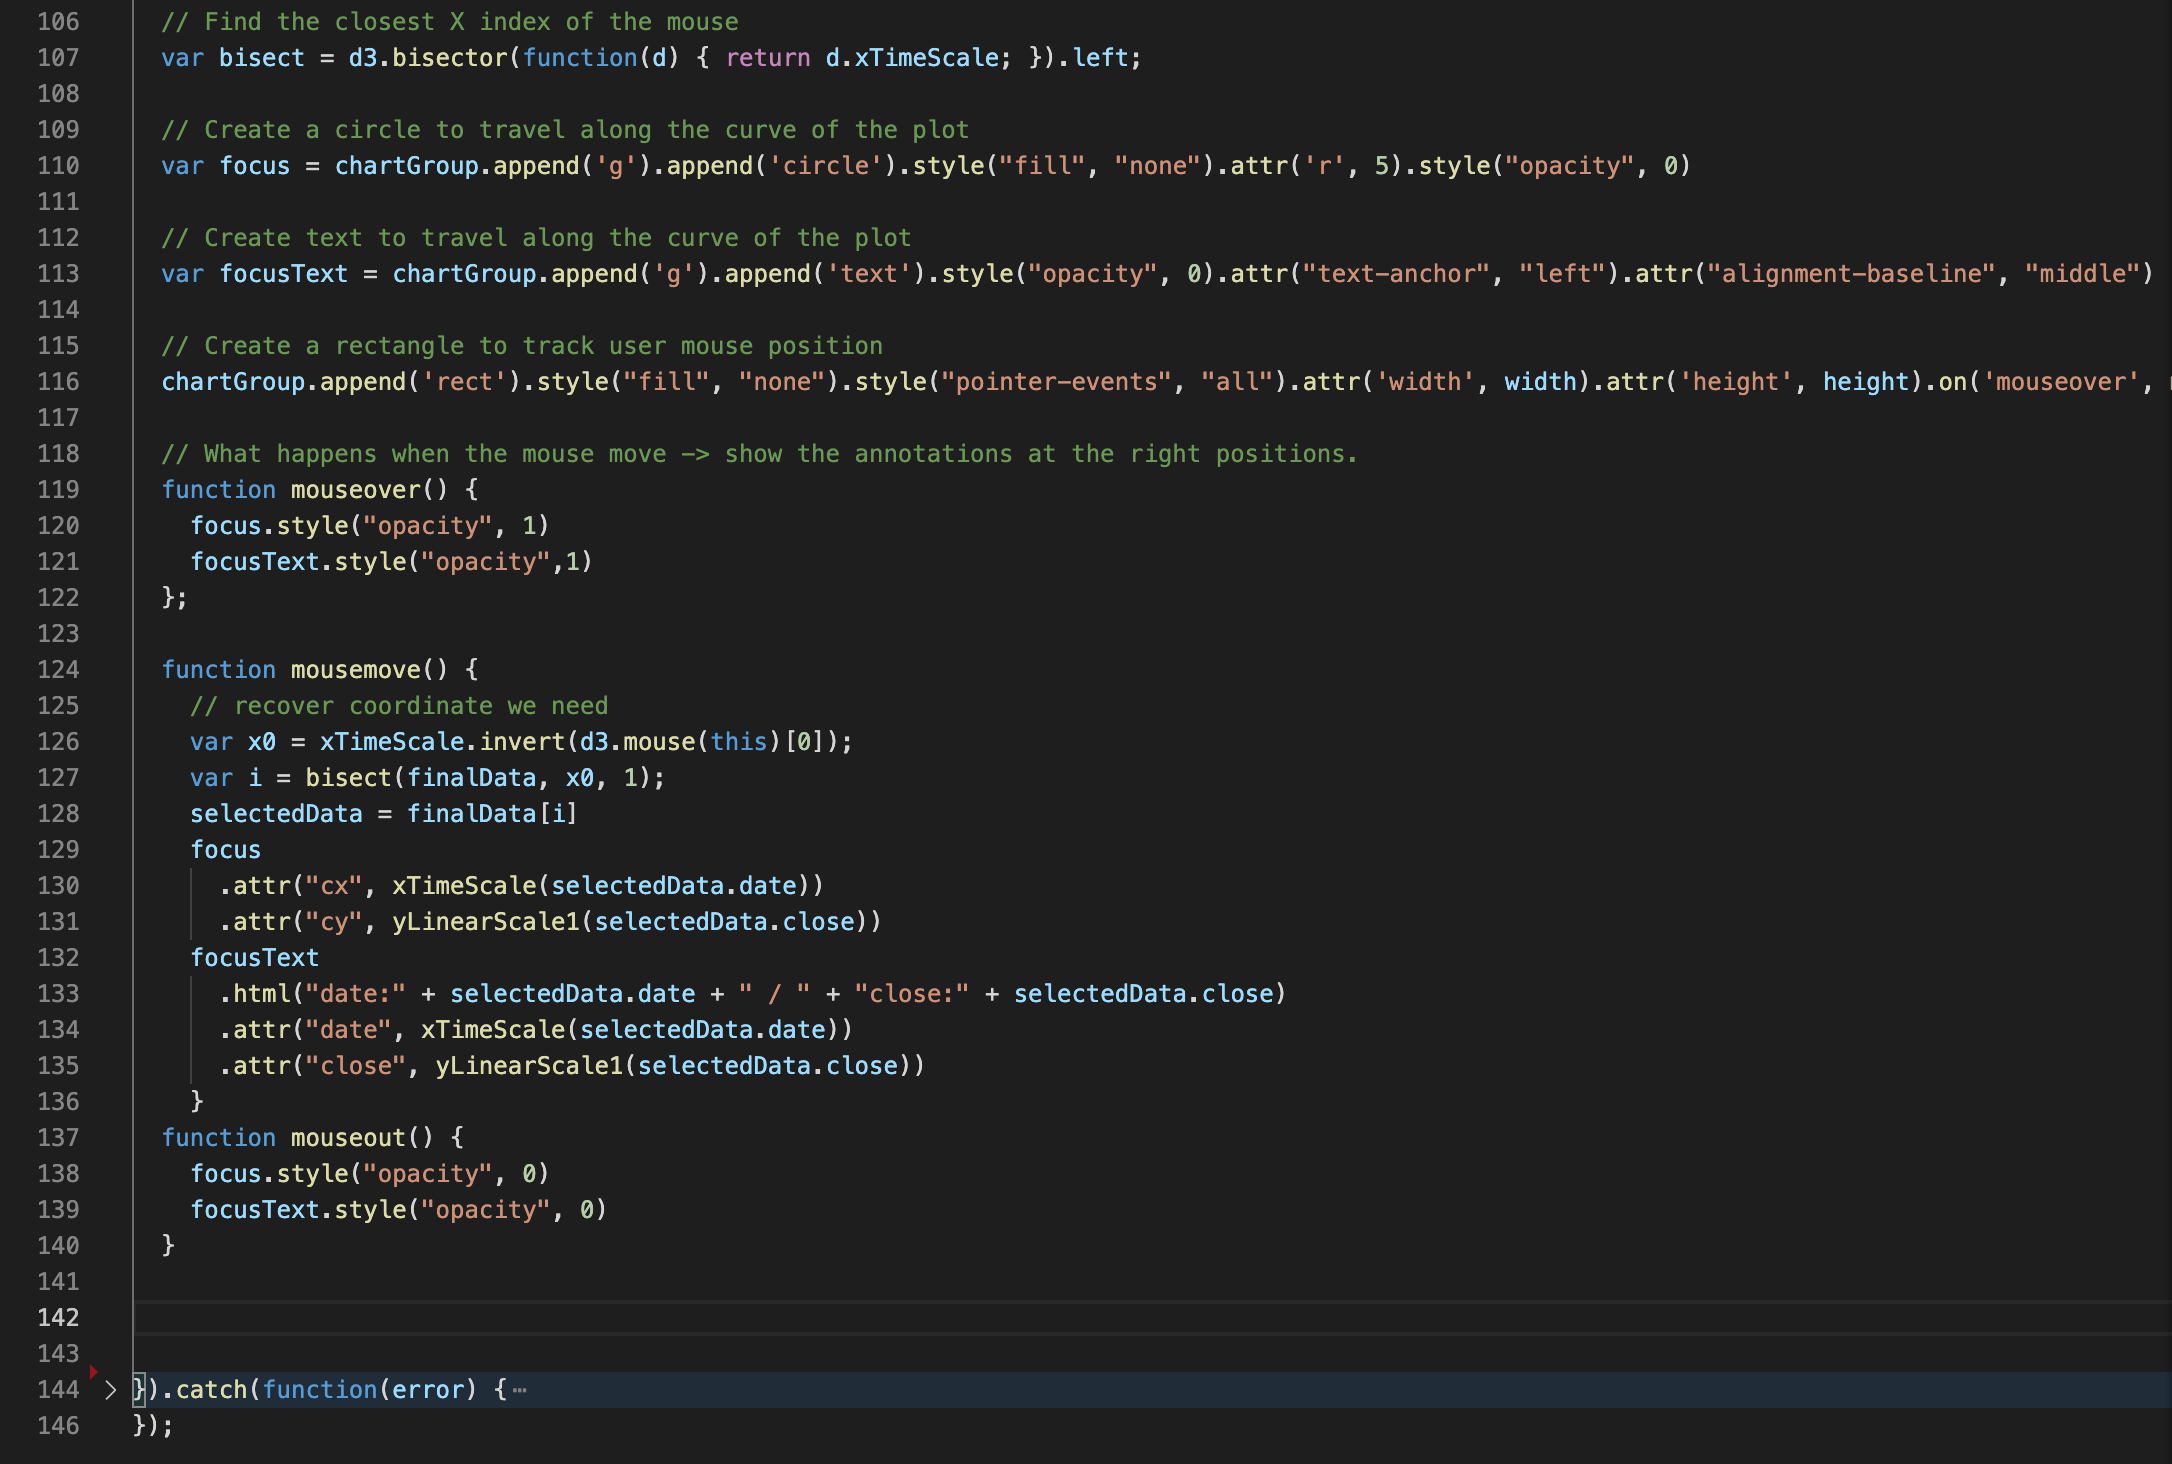 106 // Find the closest X index of the mouse
107 var bisect = d3.bisector(function(d) { return d.xTimeScale; }).left;
108
109 // Create a circle to travel along the curve of the plot
110 var focus = chartGroup.append('g').append('circle').style("fill", "none").attr('r', 5).style("opacity", 0)
111
112 // Create text to travel along the curve of the plot
113 var focusText = chartGroup.append('g').append('text').style("opacity", 0).attr("text-anchor", "left").attr("alignment-baseline", "middle")
114
115 // Create a rectangle to track user mouse position
116 chartGroup.append('rect').style("fill", "none").style("pointer-events", "all").attr('width', width).attr('height', height).on('mouseover',
117
118 // What happens when the mouse move -> show the annotations at the right positions.
119 function mouseover() {
120 focus.style("opacity", 1)
121 focusText.style("opacity",1)
122 };
123
124 function mousemove() {
125 // recover coordinate we need
126 var x0 = xTimeScale.invert(d3.mouse(this)[0]);
127 var i = bisect(finalData, x0, 1);
128 selectedData = finalData[i]
129 focus
130 .attr("cx", xTimeScale(selectedData.date))
131 .attr("cy", yLinearScale1(selectedData.close))
132 focusText
133 .html("date:" + selectedData.date + " / " + "close:" + selectedData.close)
134 .attr("date", xTimeScale(selectedData.date))
135 .attr("close", yLinearScale1(selectedData.close))
136 }
137 function mouseout() {
138 focus.style("opacity", 0)
139 focusText.style("opacity", 0)
140 }
141
142
143
144 }).catch(function(error) {⋯
146 });